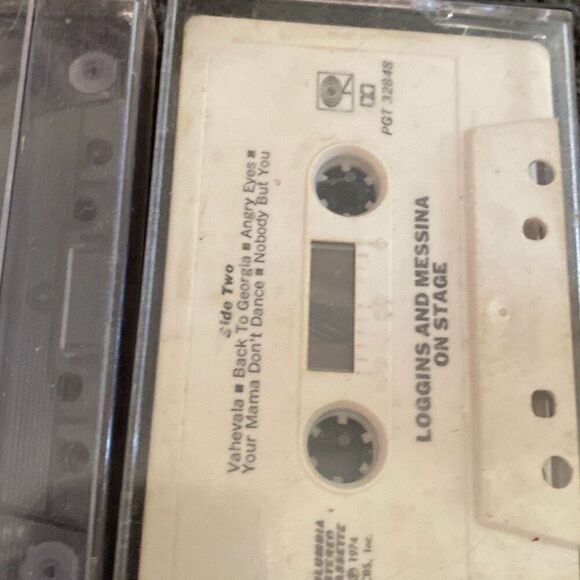 Side Two
Vahevala ■ Back To Georgia ■ Angry Eyes ■
Your Mama Don't Dance ■ Nobody But You
PGT 32848
LOGGINS AND MESSINA
ON STAGE
COLUMBIA
STEREO
CASSETTE
℗ 1974
CBS, Inc.